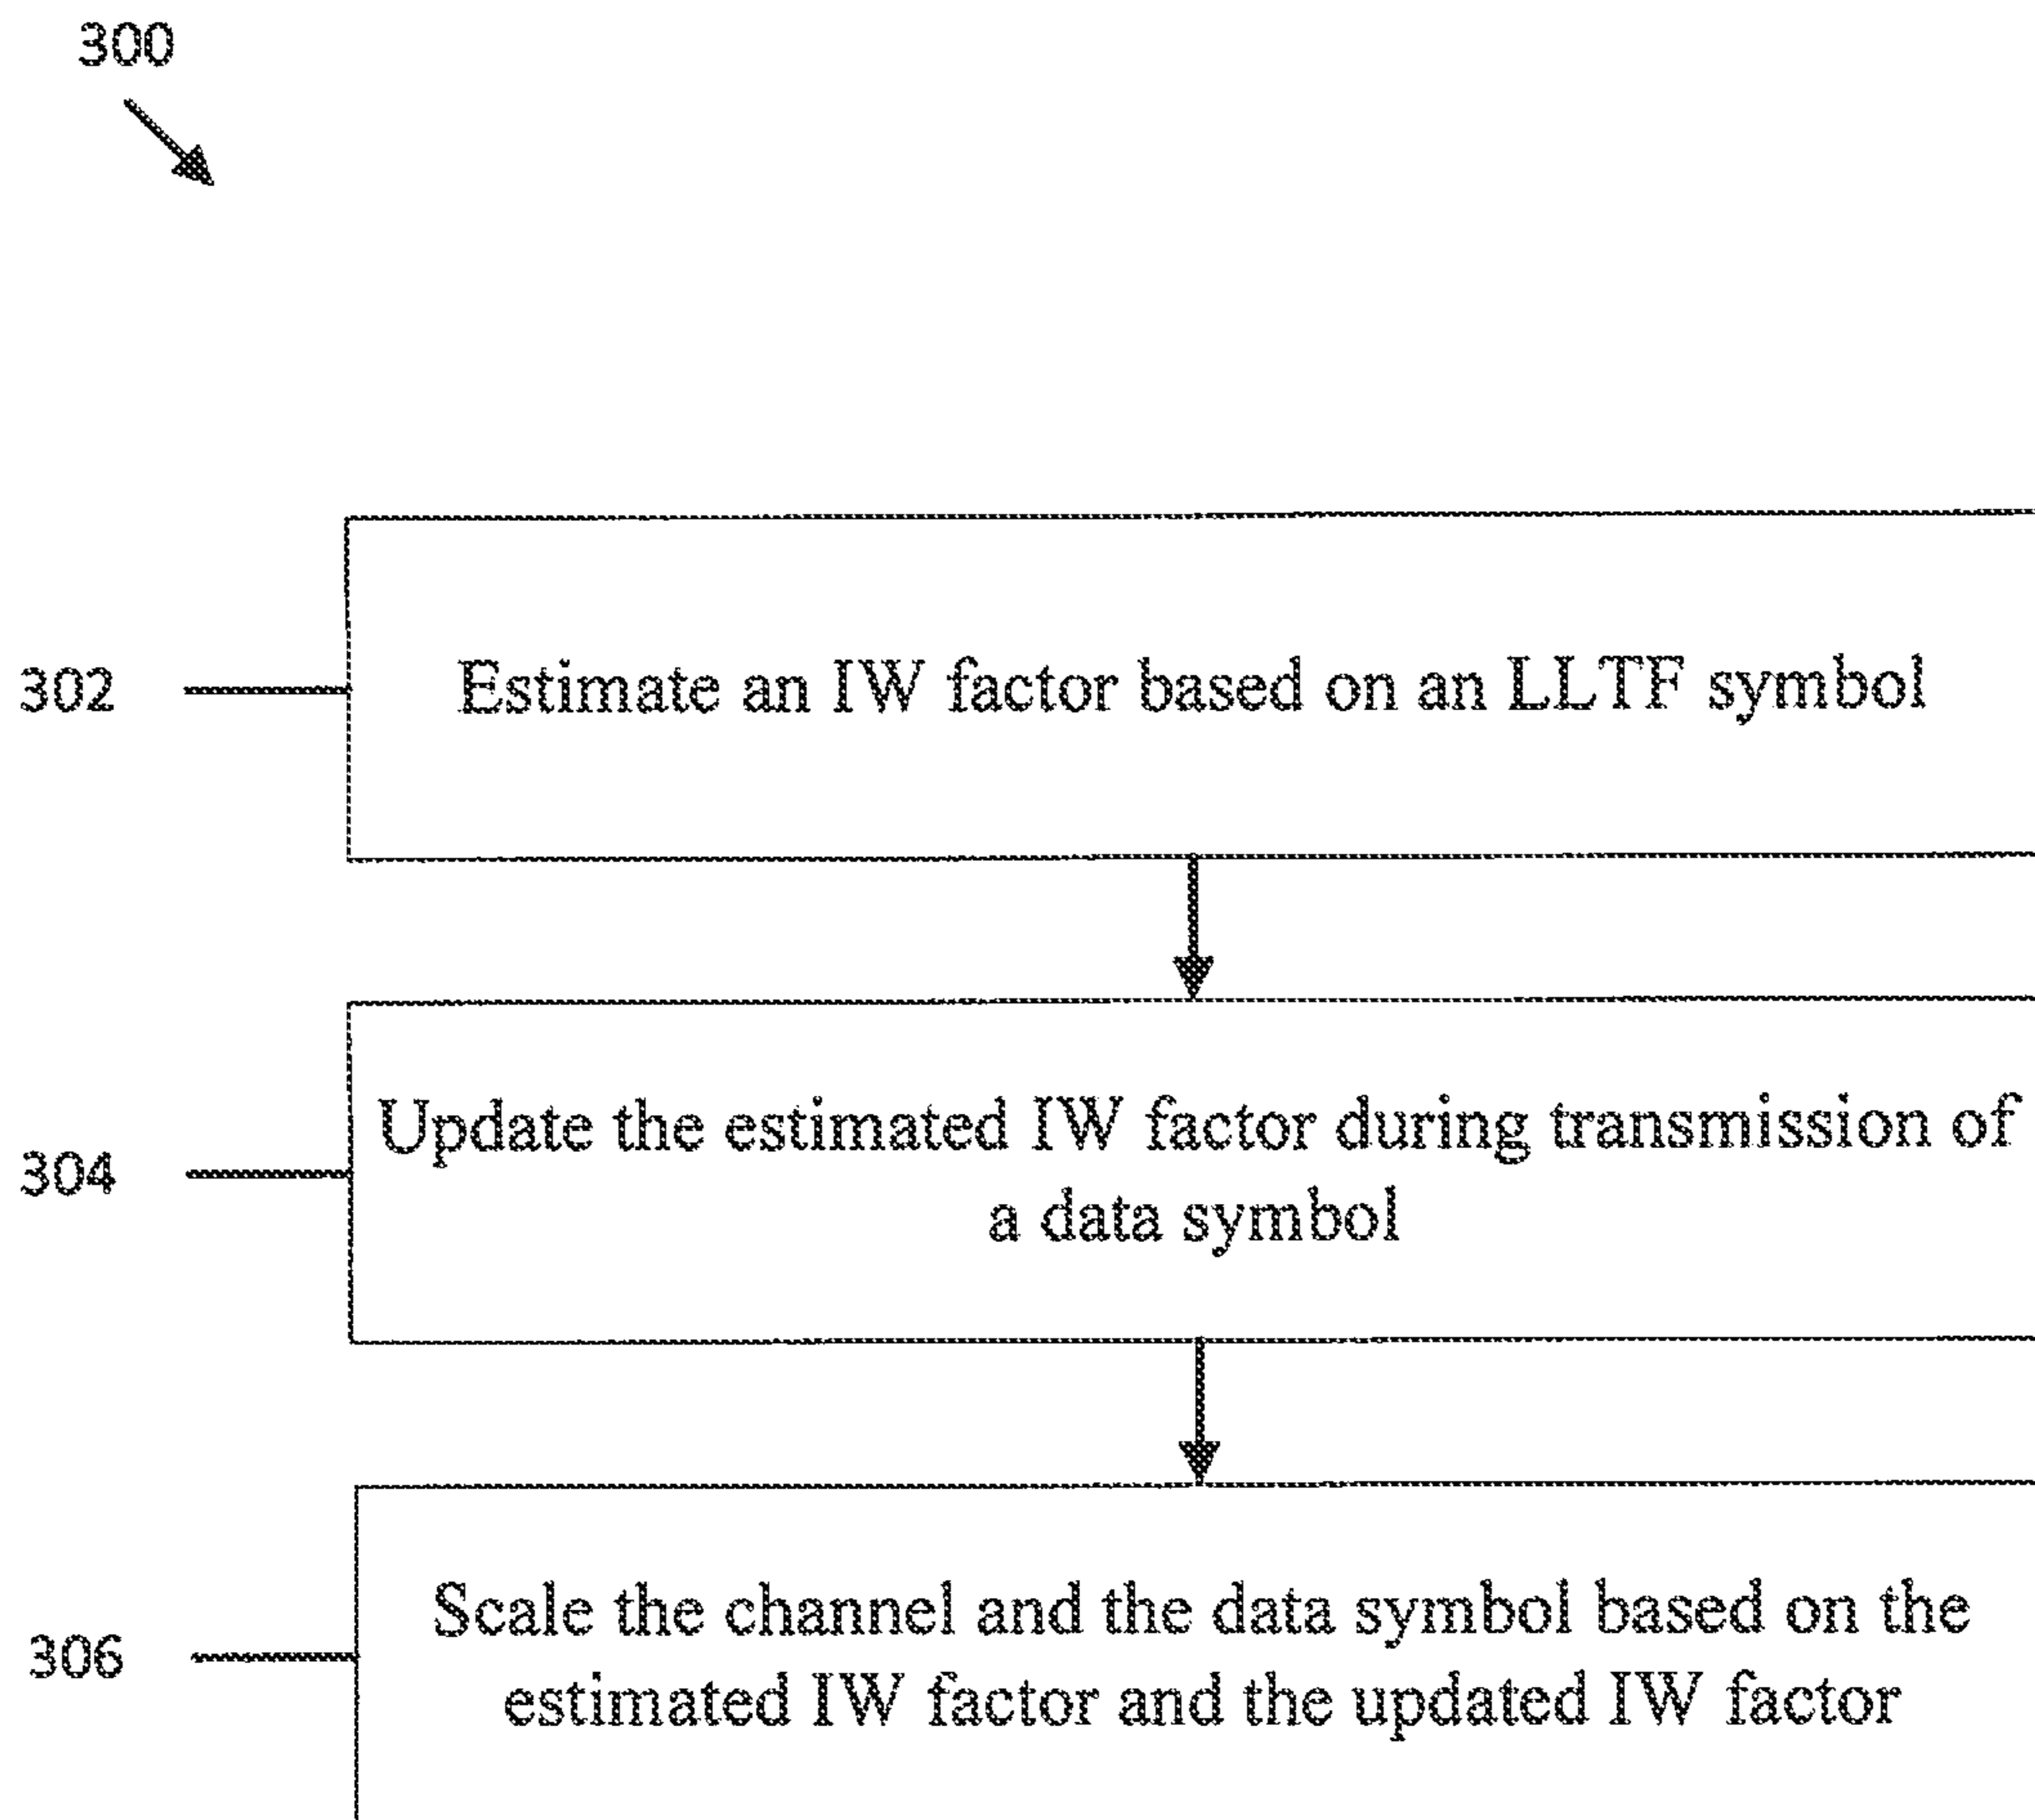 300
302
Estimate an IW factor based on an LLTF symbol
304
Update the estimated IW factor during transmission of
a data symbol
306
Scale the channel and the data symbol based on the
estimated IW factor and the updated IW factor